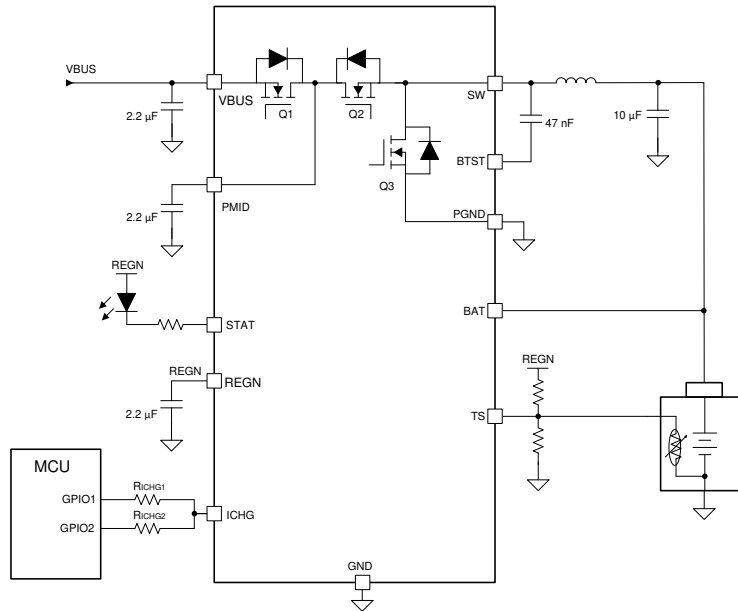 VBUS
VBUS
Q1
Q2
SW
2.2 µF
47 nF
10 µF
BTST
Q3
PMID
2.2 µF
PGND
REGN
STAT
BAT
REGN
REGN
REGN
2.2 µF
TS
MCU
GPIO1
RICHG1
GPIO2
RICHG2
ICHG
GND